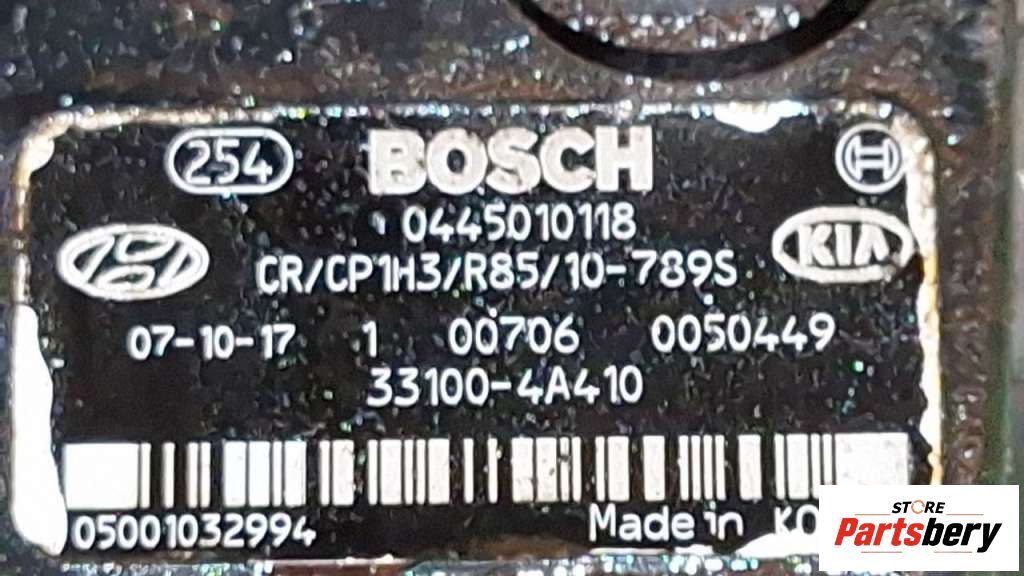 254 BOSCH
0445010118
CR/CP1H3/R85/10-789S KIA
07-10-17 1 00706 0050449
33100-4A410
05001032994 Made in
STORE
Partsbery